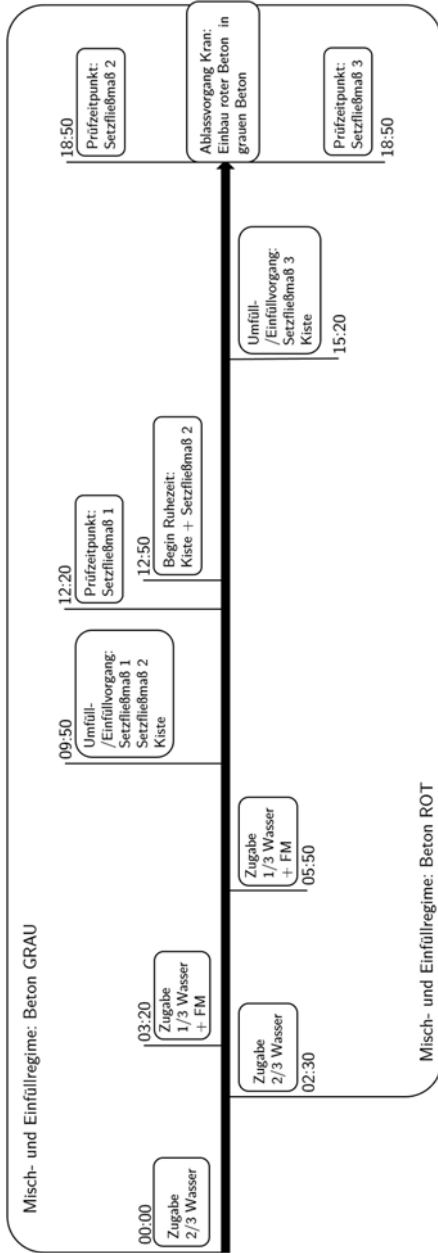 Misch- und Einfüllregime: Beton GRAU
00:00
Zugabe
2/3 Wasser
03:20
Zugabe
1/3 Wasser
+ FM
09:50
Umfüll-
/Einfüllvorgang:
Setzfließmaß 1
Setzfließmaß 2
Kiste
12:20
Prüfzeitpunkt:
Setzfließmaß 1
12:50
Begin Ruhezeit:
Kiste + Setzfließmaß 2
18:50
Prüfzeitpunkt:
Setzfließmaß 2
Ablassvorgang Kran:
Einbau roter Beton in
grauen Beton
Zugabe
2/3 Wasser
02:30
Zugabe
1/3 Wasser
+ FM
05:50
Umfüll-
/Einfüllvorgang:
Setzfließmaß 3
Kiste
15:20
Prüfzeitpunkt:
Setzfließmaß 3
18:50
Misch- und Einfüllregime: Beton ROT